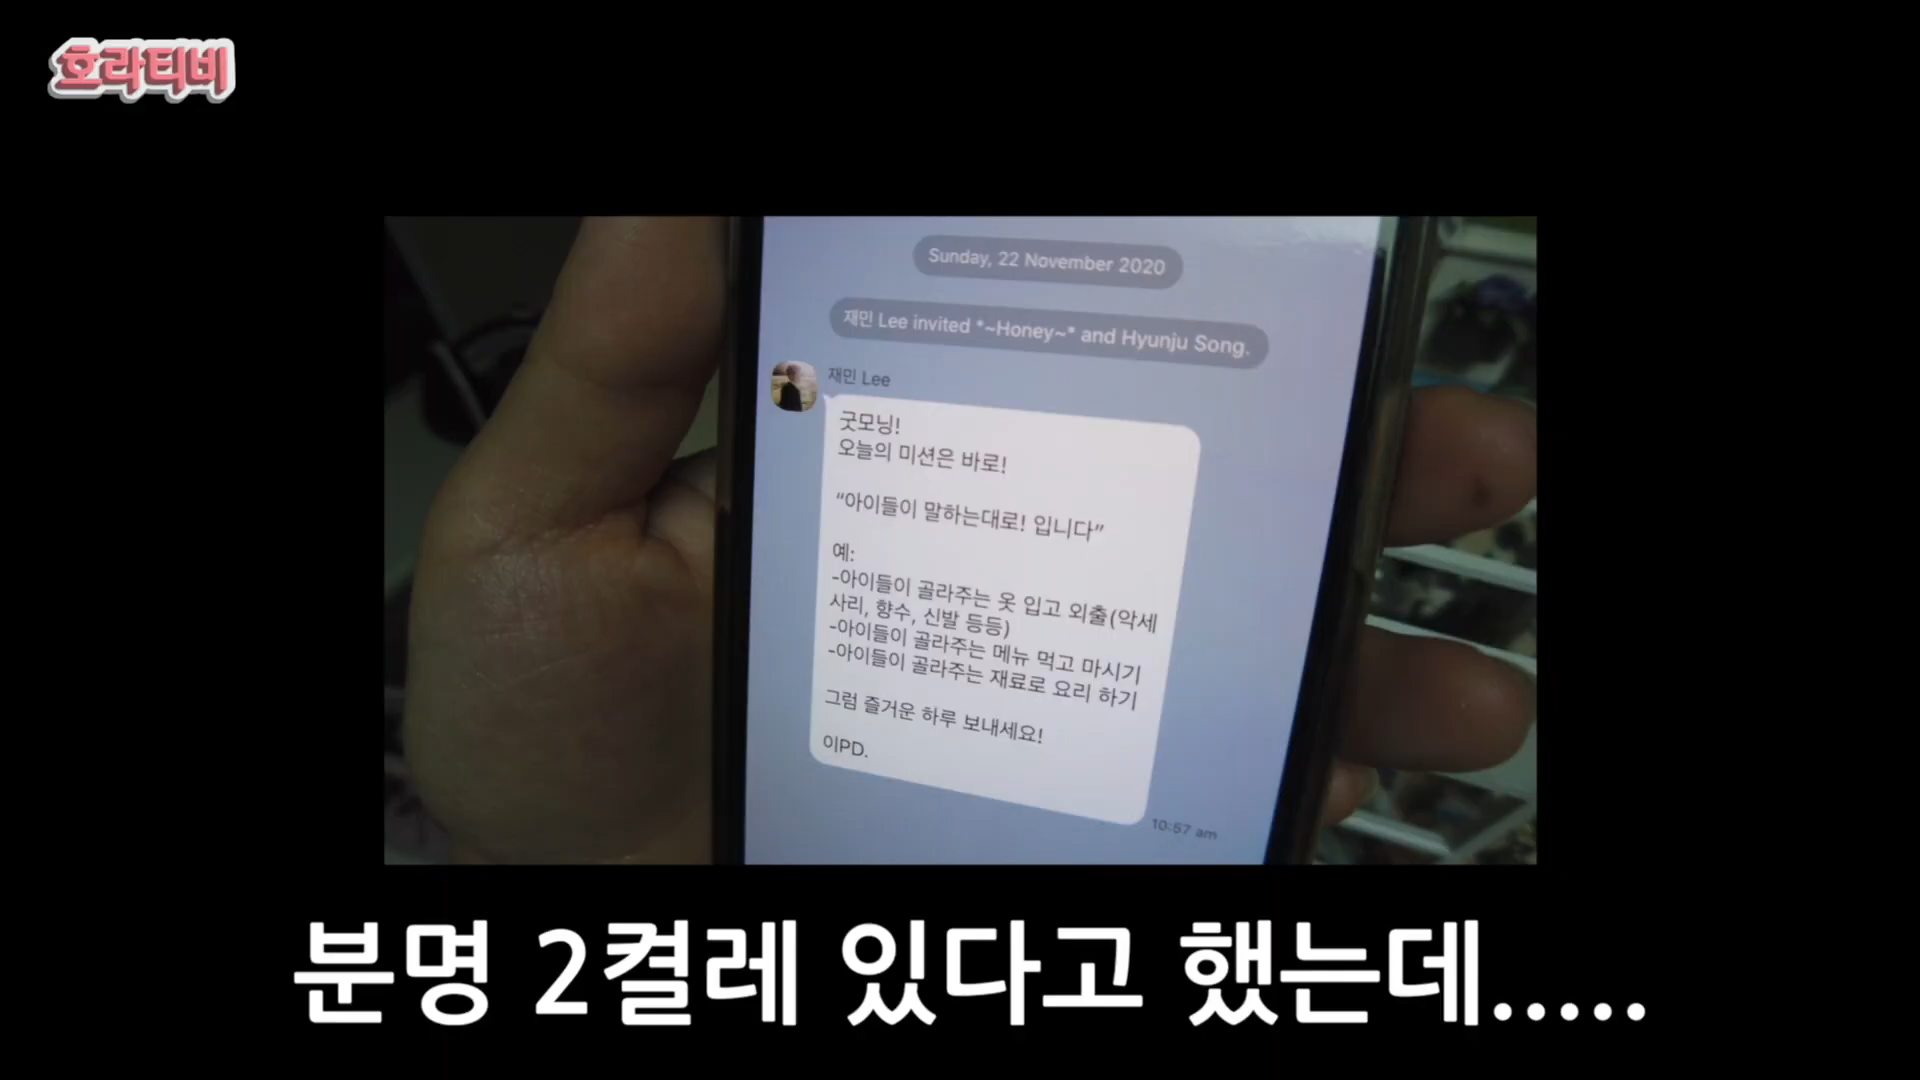 호라티비
Sunday, 22 November 2020
재민 Lee invited *~Honey~* and Hyunju Song.
재민 Lee
굿모닝!
오늘의 미션은 바로!
“아이들이 말하는대로! 입니다”
예:
-아이들이 골라주는 옷 입고 외출(악세
사리, 향수, 신발 등등)
-아이들이 골라주는 메뉴 먹고 마시기
-아이들이 골라주는 재료로 요리 하기
그럼 즐거운 하루 보내세요!
이PD.
10:57 am
분명 2켤레 있다고 했는데.....